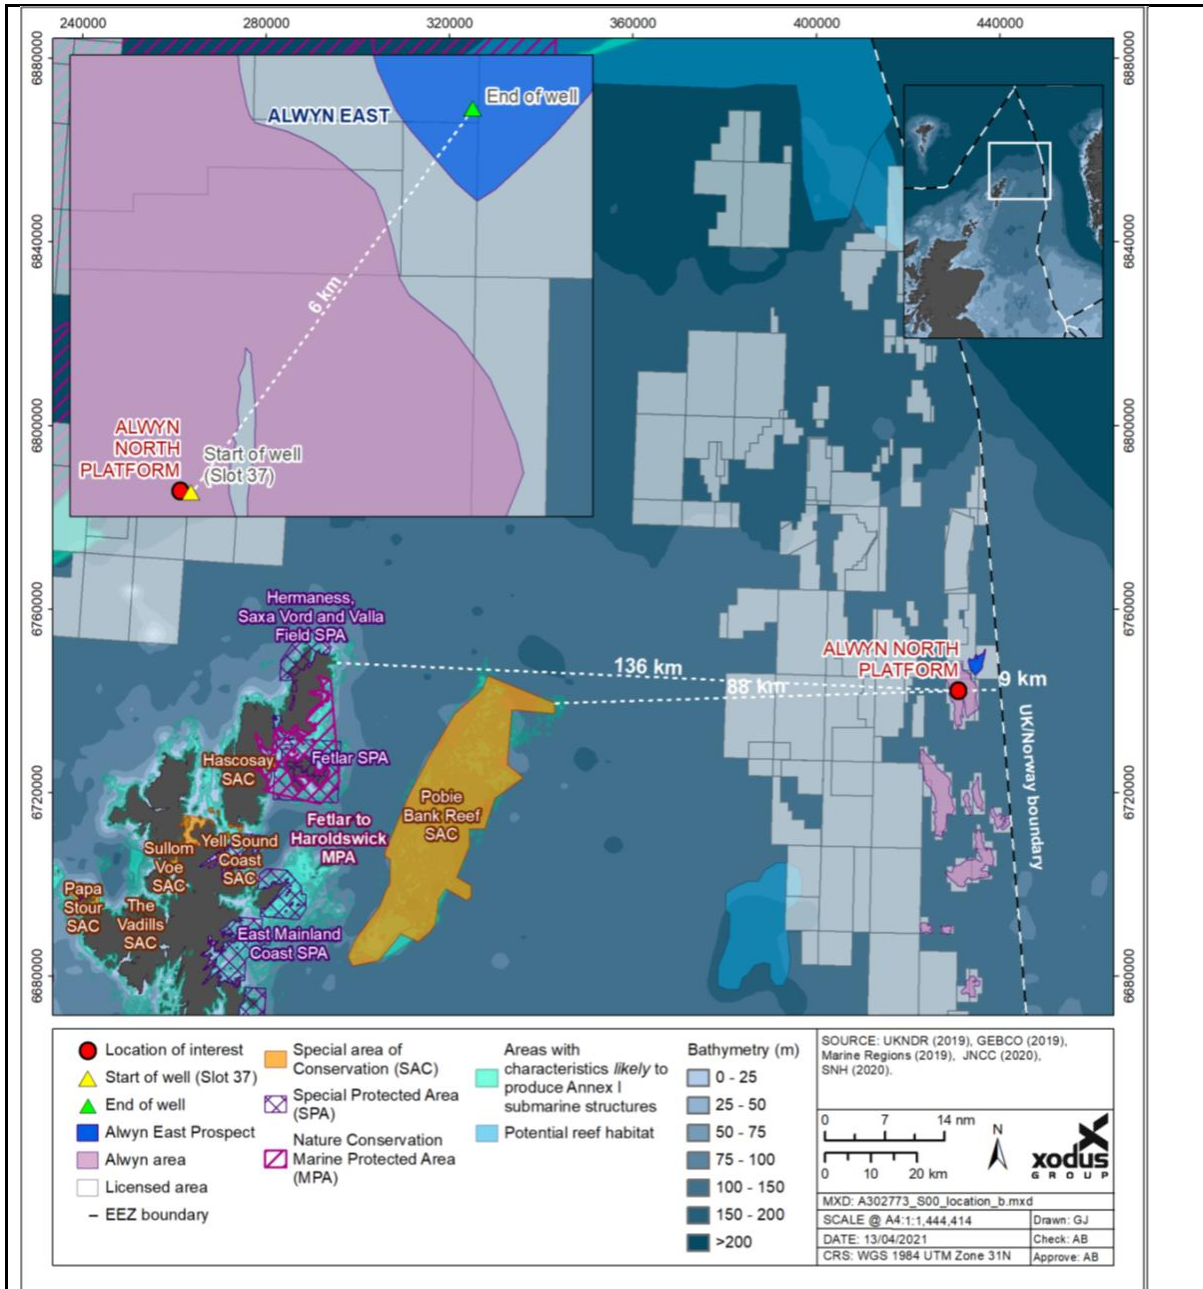 240000
280000
320000
360000
400000
440000
6880000
6880000
6840000
6840000
6800000
6800000
6760000
6760000
6720000
6720000
6680000
6680000
ALWYN EAST
End of well
6 km
ALWYN
NORTH
PLATFORM
Start of well
(Slot 37)
Hermaness,
Saxa Vord and Valla
Field SPA
136 km
88 km
ALWYN NORTH
PLATFORM
9 km
UK/Norway boundary
Hascosay
SAC
Fetlar SPA
Pobie
Bank Reef
SAC
Fetlar to
Haroldswick
MPA
Sullom
Voe
SAC
Yell Sound
Coast
SAC
Papa
Stour
SAC
The
Vadills
SAC
East Mainland
Coast SPA
Location of interest
Start of well (Slot 37)
End of well
Alwyn East Prospect
Alwyn area
Licensed area
EEZ boundary
Special area of
Conservation (SAC)
Special Protected Area
(SPA)
Nature Conservation
Marine Protected Area
(MPA)
Areas with
characteristics likely to
produce Annex I
submarine structures
Potential reef habitat
Bathymetry (m)
0 - 25
25 - 50
50 - 75
75 - 100
100 - 150
150 - 200
>200
SOURCE: UKNDR (2019), GEBCO (2019),
Marine Regions (2019), JNCC (2020),
SNH (2020).
0 7 14 nm
0 10 20 km
N
xodus
GROUP
MXD: A302773_S00_location_b.mxd
SCALE @ A4:1:1,444,414
Drawn: GJ
DATE: 13/04/2021
Check: AB
CRS: WGS 1984 UTM Zone 31N
Approve: AB